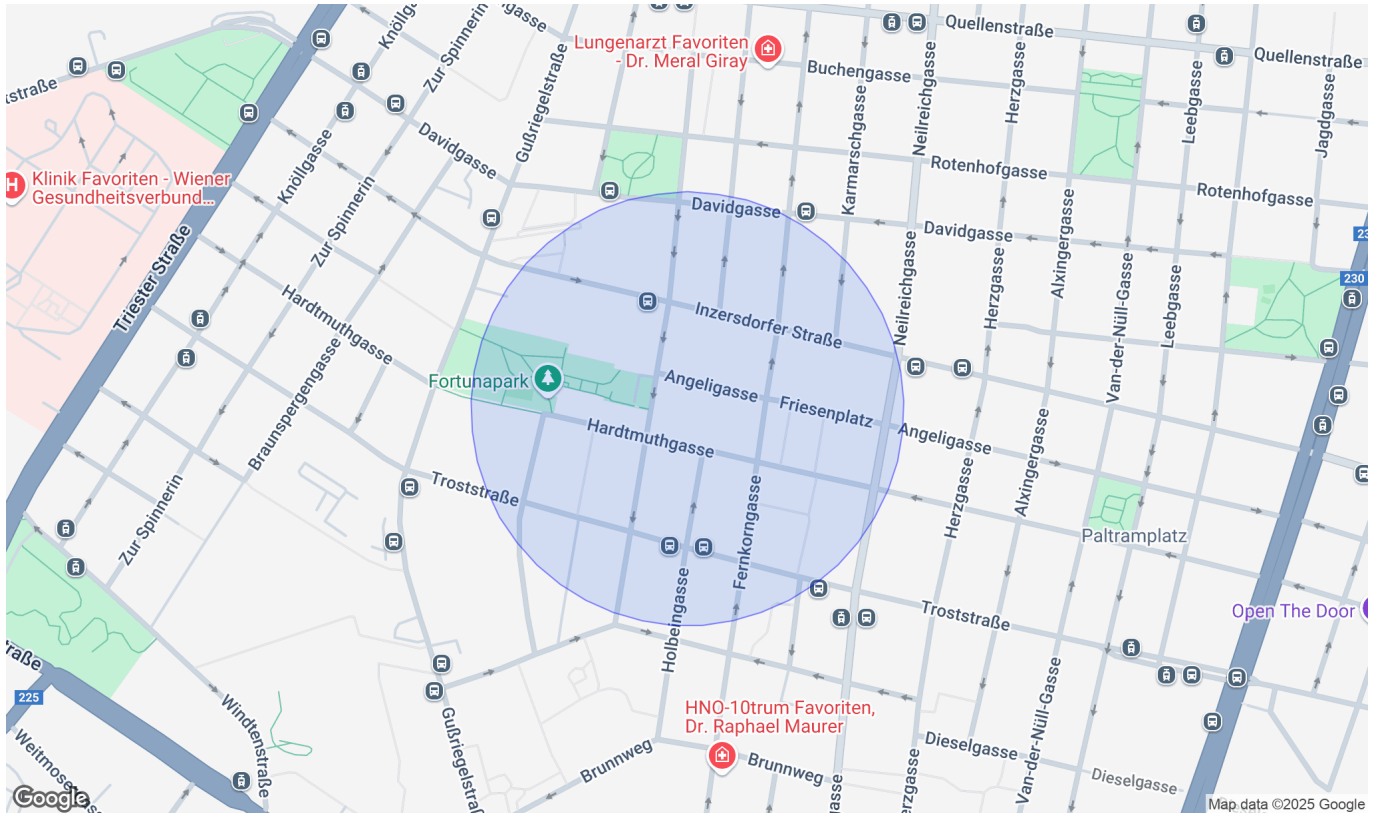 Quellenstraße
Quellenstraße
Lungenarzt Favoriten
- Dr. Meral Giray
Buchengasse
Knöllgasse
Zur Spinnerin
Gußriegelstraße
Karmarschgasse
Neilreichgasse
Herzgasse
Leebgasse
Jagdgasse
Davidgasse
Rotenhofgasse
Rotenhofgasse
Klinik Favoriten - Wiener
Gesundheitsverbund...
H
Knöllgasse
Zur Spinnerin
Davidgasse
Davidgasse
Alxingergasse
230
Triester Straße
Hardtmuthgasse
Inzersdorfer Straße
Neilreichgasse
Herzgasse
Van-der-Nüll-Gasse
Leebgasse
Fortunapark
Angeligasse
Friesenplatz
Angeligasse
Braunspergengasse
Hardtmuthgasse
Troststraße
Zur Spinnerin
Fernkorngasse
Herzgasse
Alxingergasse
Paltramplatz
Holbeingasse
Troststraße
Open The Door
225
Windtenstraße
Gußriegelstraß
HNO-10trum Favoriten,
Dr. Raphael Maurer
Brunnweg
Brunnweg
Dieselgasse
Dieselgasse
Van-der-Nüll-Gasse
Google
Map data ©2025 Google